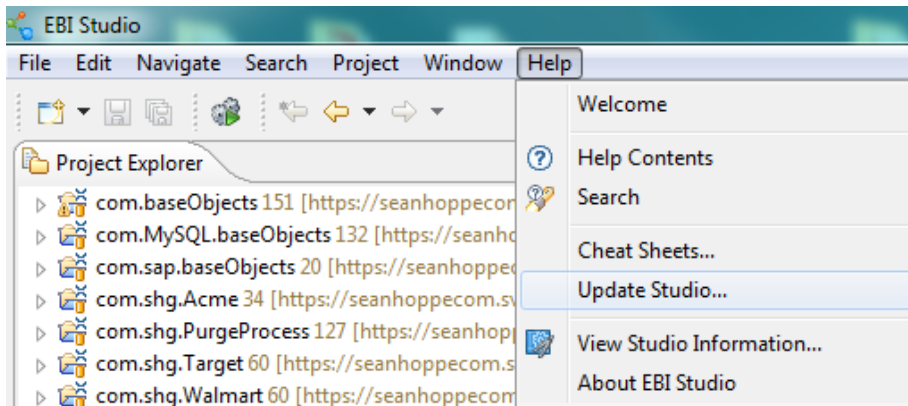 EBI Studio
File Edit Navigate Search Project Window Help
Welcome
Project Explorer
Help Contents
Search
com.baseObjects 151 [https://seanhoppecor
com.MySQL.baseObjects 132 [https://seanho
Cheat Sheets...
com.sap.baseObjects 20 [https://seanhoppec
Update Studio...
com.shg.Acme 34 [https://seanhoppecom.sv
com.shg.PurgeProcess 127 [https://seanhopp
View Studio Information...
com.shg.Target 60 [https://seanhoppecom.s
About EBI Studio
com.shg.Walmart 60 [https://seanhoppecom